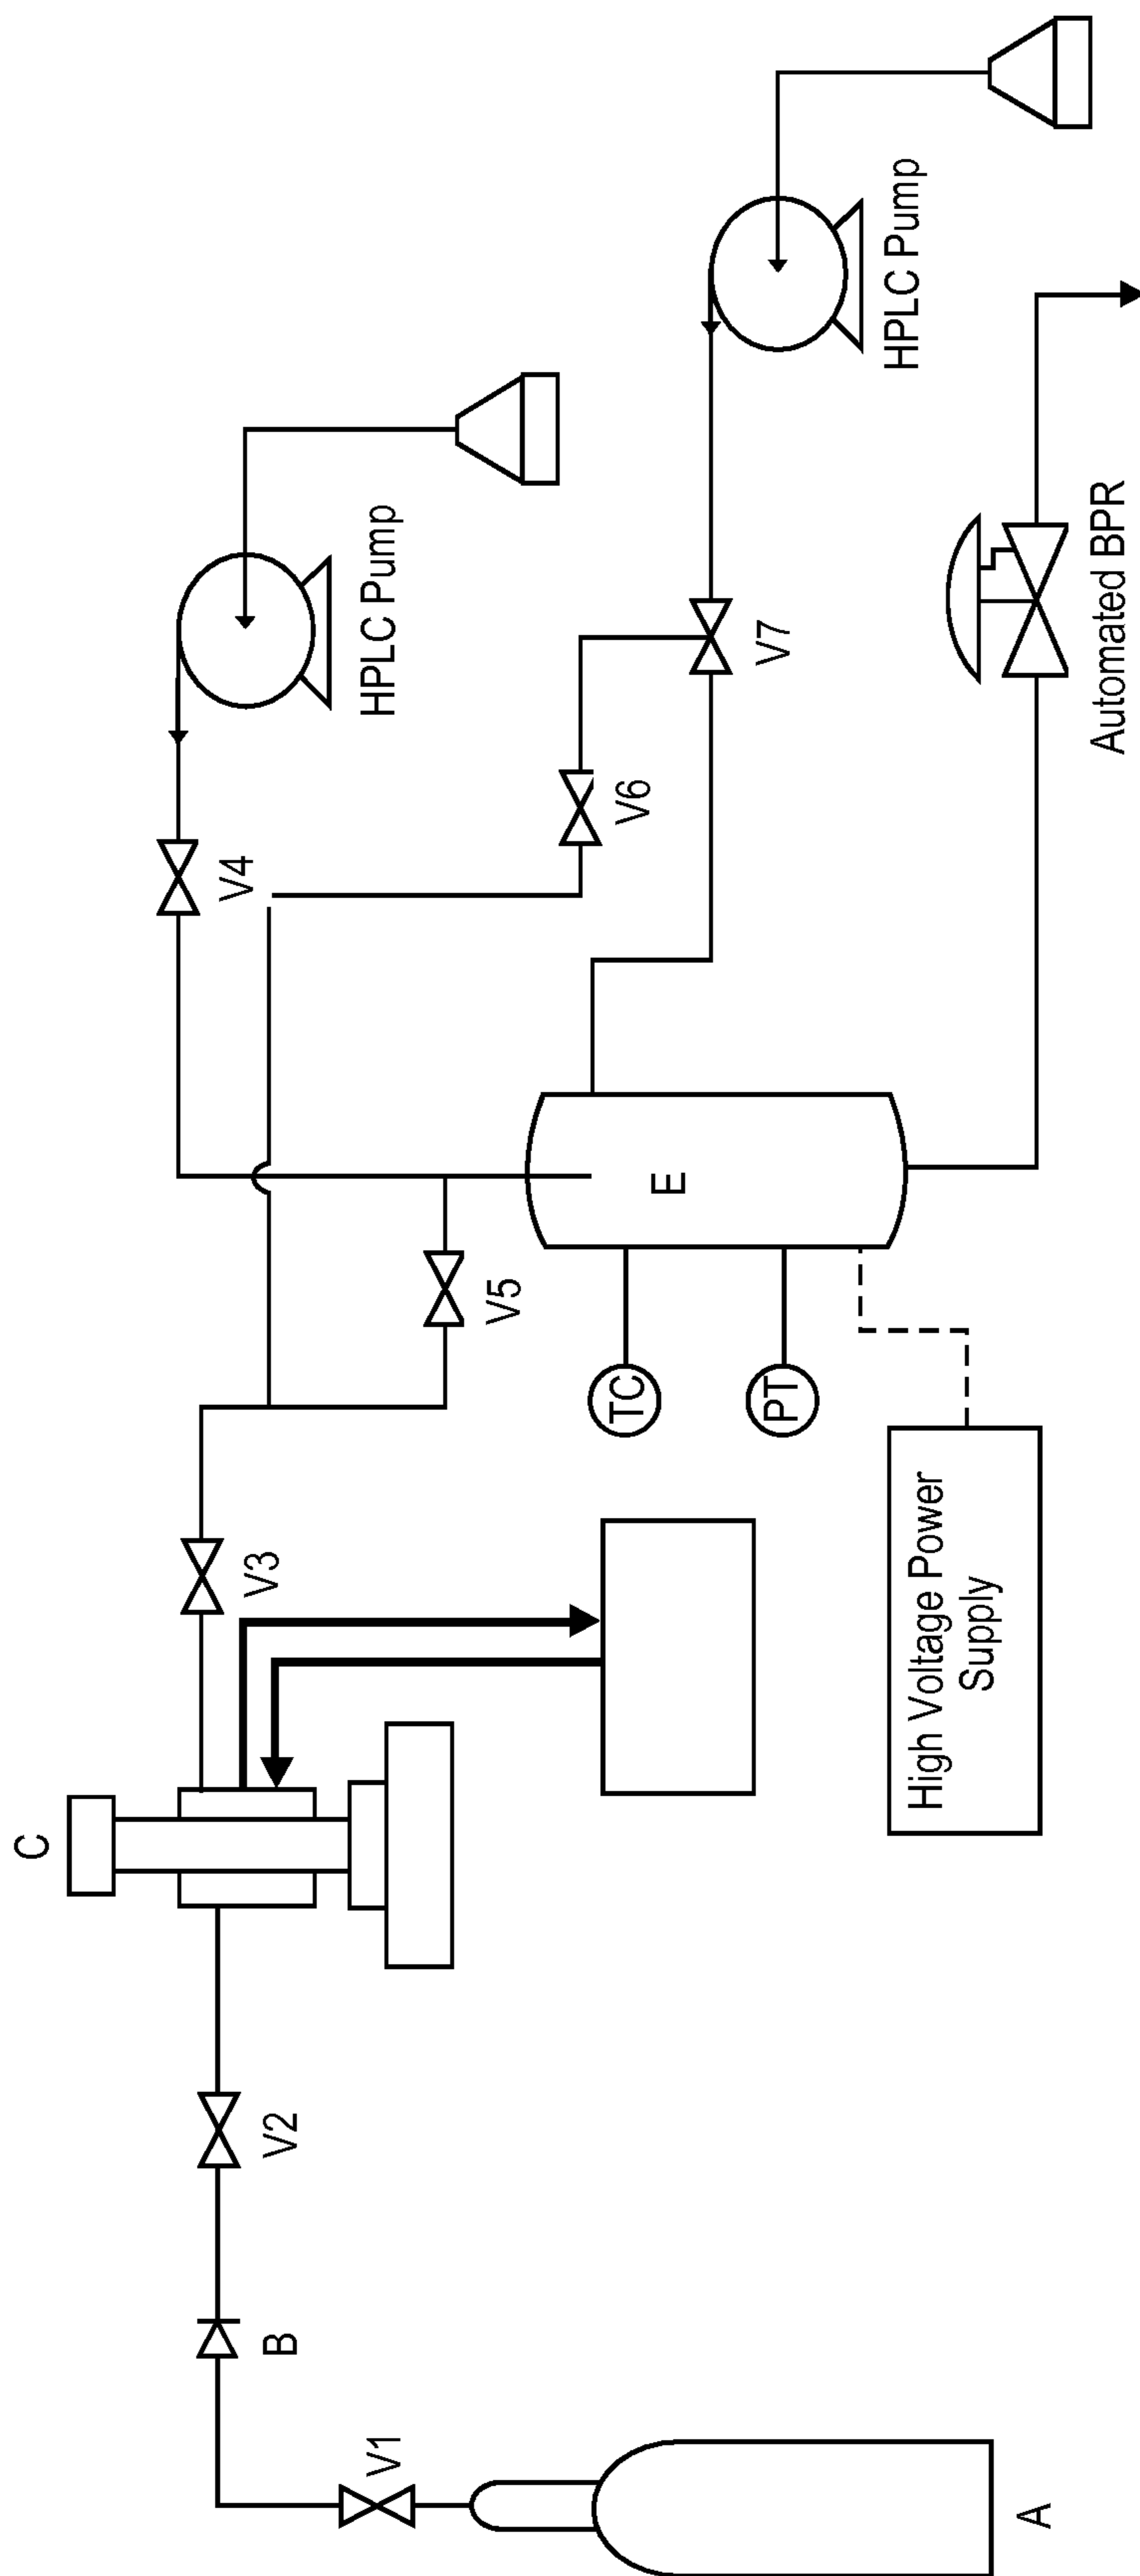 A
V1
B
V2
C
V3
High Voltage Power
Supply
TC
PT
V5
E
V4
V6
V7
HPLC Pump
HPLC Pump
Automated BPR